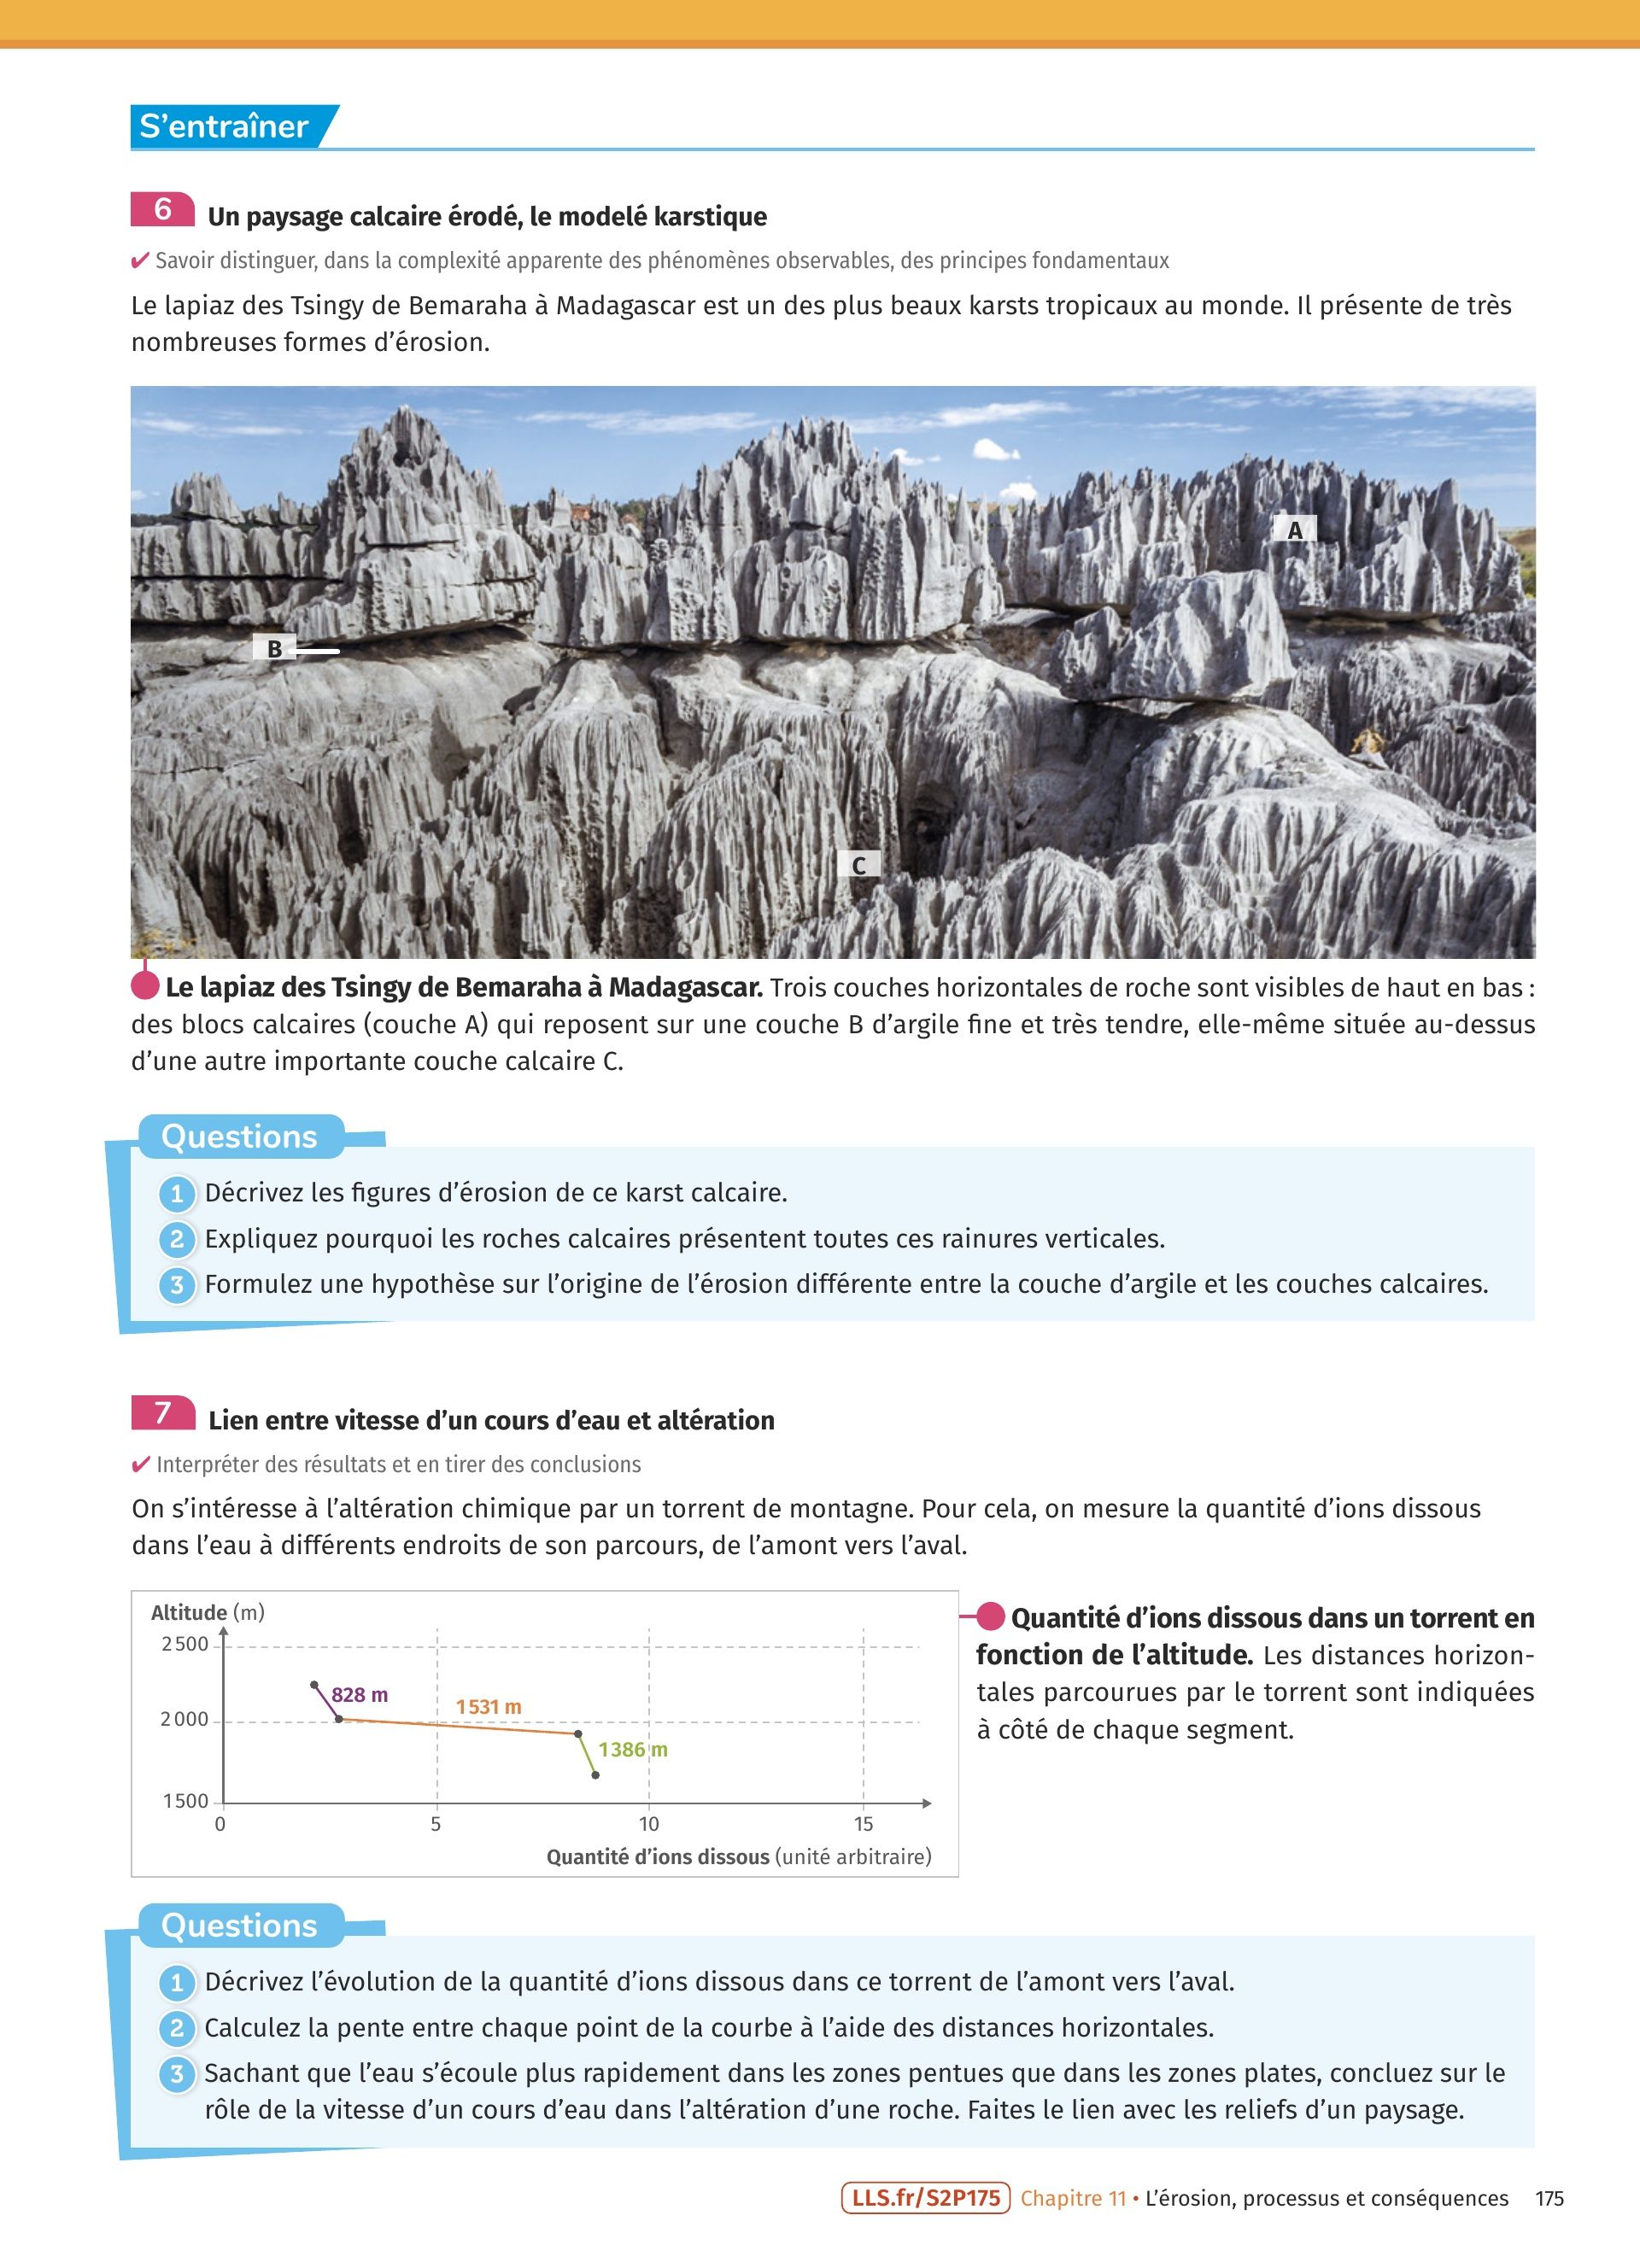 S’entraîner
6 Un paysage calcaire érodé, le modelé karstique
✔ Savoir distinguer, dans la complexité apparente des phénomènes observables, des principes fondamentaux
Le lapiaz des Tsingy de Bemaraha à Madagascar est un des plus beaux karsts tropicaux au monde. Il présente de très
nombreuses formes d’érosion.
A
B
C
Le lapiaz des Tsingy de Bemaraha à Madagascar. Trois couches horizontales de roche sont visibles de haut en bas :
des blocs calcaires (couche A) qui reposent sur une couche B d’argile fine et très tendre, elle-même située au-dessus
d’une autre importante couche calcaire C.
Questions
1 Décrivez les figures d’érosion de ce karst calcaire.
2 Expliquez pourquoi les roches calcaires présentent toutes ces rainures verticales.
3 Formulez une hypothèse sur l’origine de l’érosion différente entre la couche d’argile et les couches calcaires.
7 Lien entre vitesse d’un cours d’eau et altération
✔ Interpréter des résultats et en tirer des conclusions
On s’intéresse à l’altération chimique par un torrent de montagne. Pour cela, on mesure la quantité d’ions dissous
dans l’eau à différents endroits de son parcours, de l’amont vers l’aval.
Altitude (m)
2 500
828 m
1 531 m
2 000
1 386 m
1 500
0 5 10 15
Quantité d’ions dissous (unité arbitraire)
Quantité d’ions dissous dans un torrent en
fonction de l’altitude. Les distances horizon-
tales parcourues par le torrent sont indiquées
à côté de chaque segment.
Questions
1 Décrivez l’évolution de la quantité d’ions dissous dans ce torrent de l’amont vers l’aval.
2 Calculez la pente entre chaque point de la courbe à l’aide des distances horizontales.
3 Sachant que l’eau s’écoule plus rapidement dans les zones pentues que dans les zones plates, concluez sur le
rôle de la vitesse d’un cours d’eau dans l’altération d’une roche. Faites le lien avec les reliefs d’un paysage.
LLS.fr/S2P175 Chapitre 11 • L’érosion, processus et conséquences 175